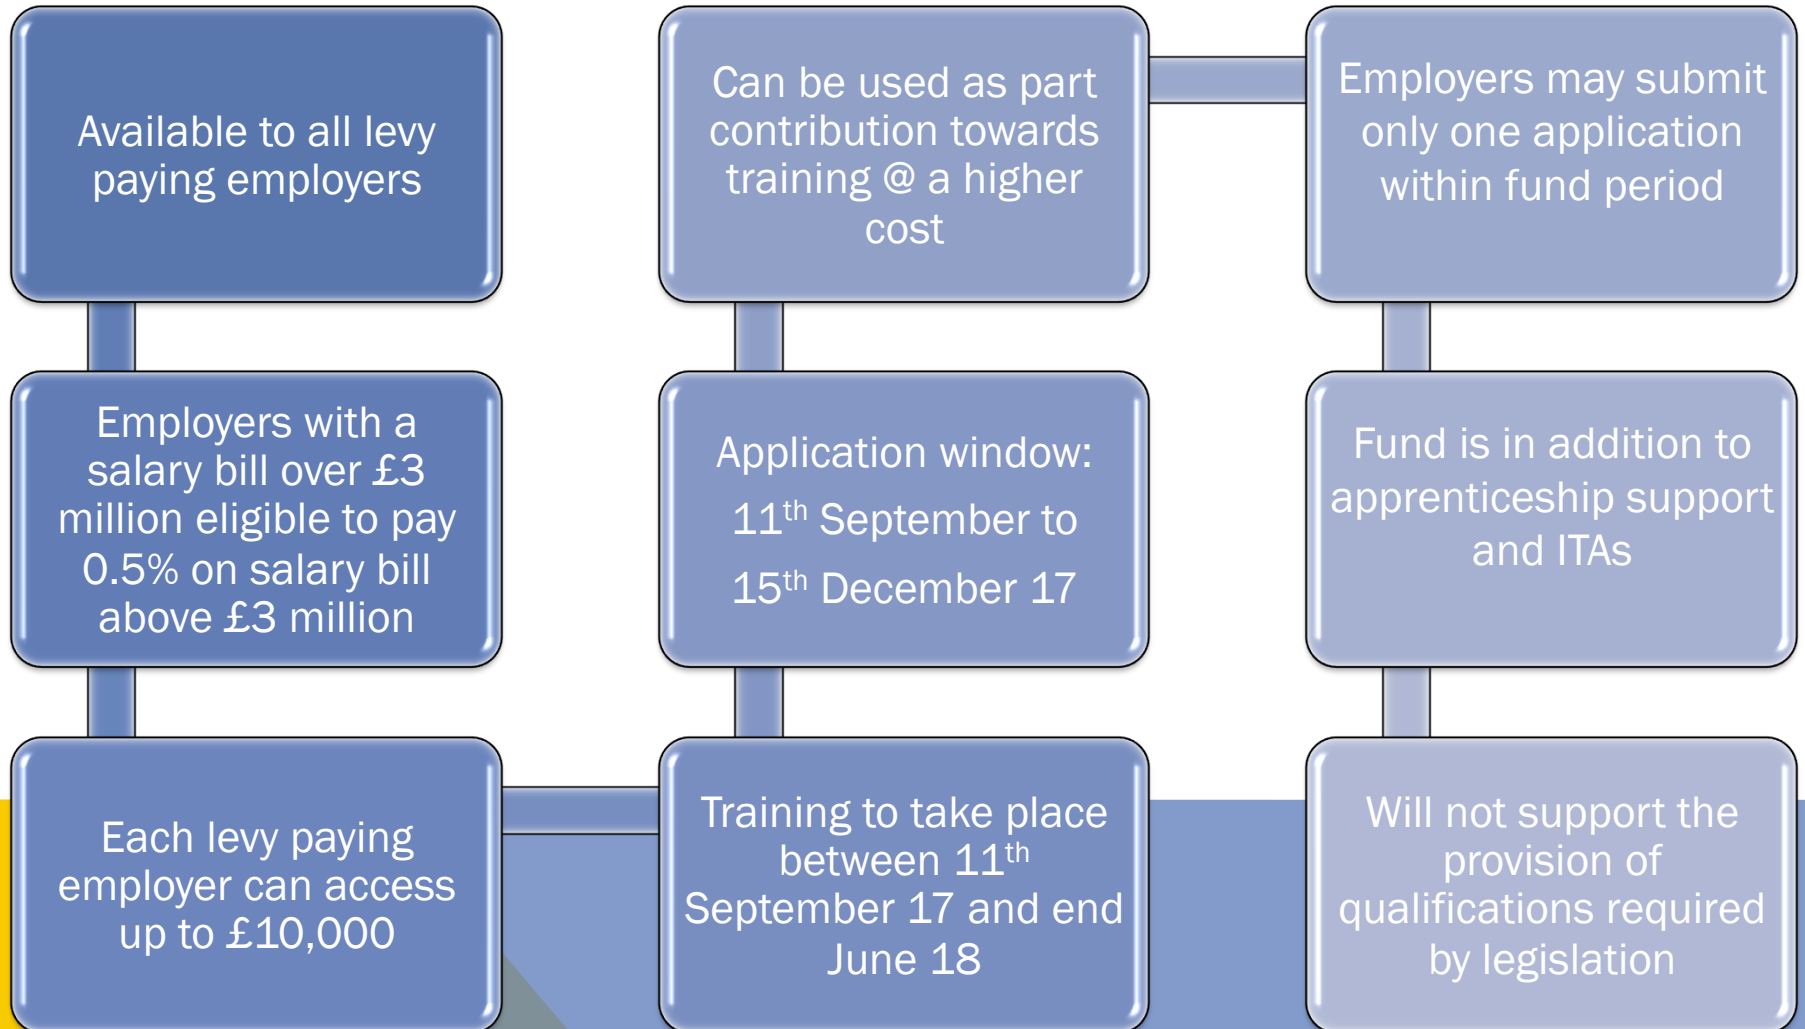 Available to all levy
paying employers
Employers with a
salary bill over £3
million eligible to pay
0.5% on salary bill
above £3 million
Each levy paying
employer can access
up to £10,000
Training to take place
between 11th
September 17 and end
June 18
Application window:
11th September to
15th December 17
Can be used as part
contribution towards
training @ a higher
cost
Employers may submit
only one application
within fund period
Fund is in addition to
apprenticeship support
and ITAs
Will not support the
provision of
qualifications required
by legislation